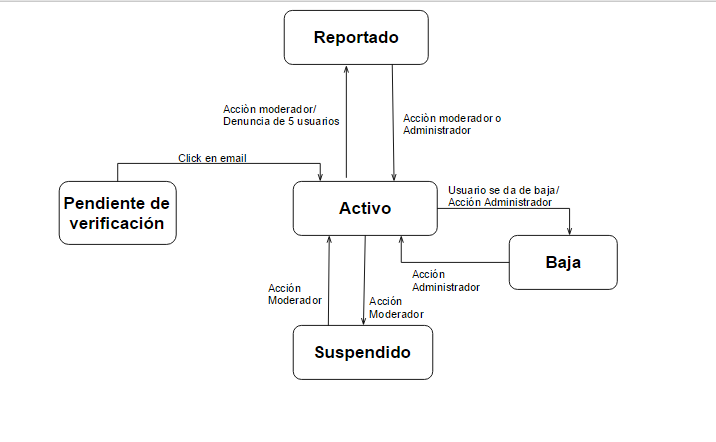 Reportado
Acciòn moderador/
Denuncia de 5 usuarios
Acciòn moderador o
Administrador
Click en email
Pendiente de
verificación
Activo
Usuario se da de baja/
Acción Administrador
Baja
Acción
Administrador
Acción
Moderador
Acción
Moderador
Suspendido